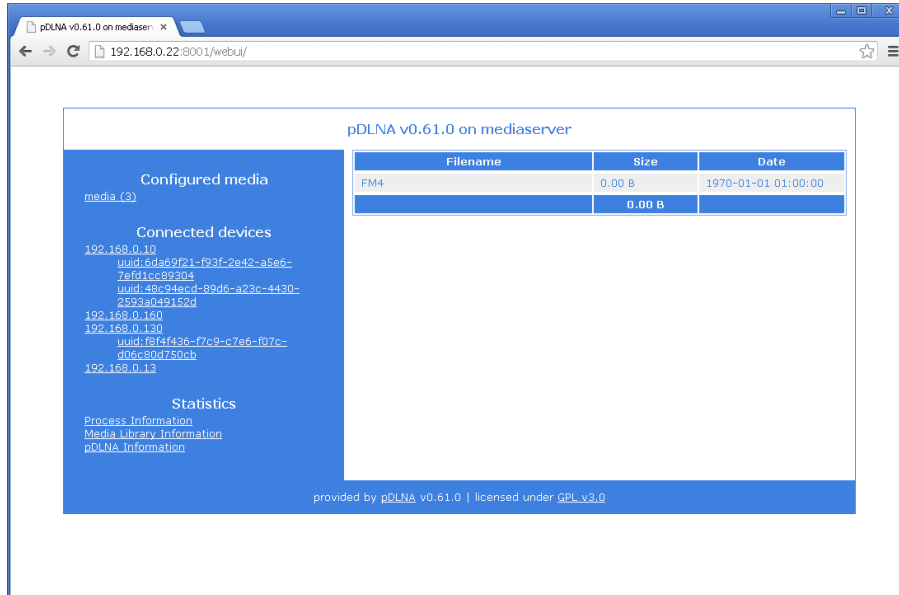 pDLNA v0.61.0 on mediaser
192.168.0.22:8001/webui/
pDLNA v0.61.0 on mediaserver
Configured media
media (3)
Connected devices
192.168.0.10
uuid:6da69f21-f93f-2e42-a5e6-
7efd1cc89304
uuid:48c94ecd-89d6-a23c-4430-
2593a049152d
192.168.0.160
192.168.0.130
uuid:f8f4f436-f7c9-c7e6-f07c-
d06c80d750cb
192.168.0.13
Statistics
Process Information
Media Library Information
pDLNA Information
Filename Size Date
FM4 0.00 B 1970-01-01 01:00:00
0.00 B
provided by pDLNA v0.61.0 | licensed under GPL v3.0